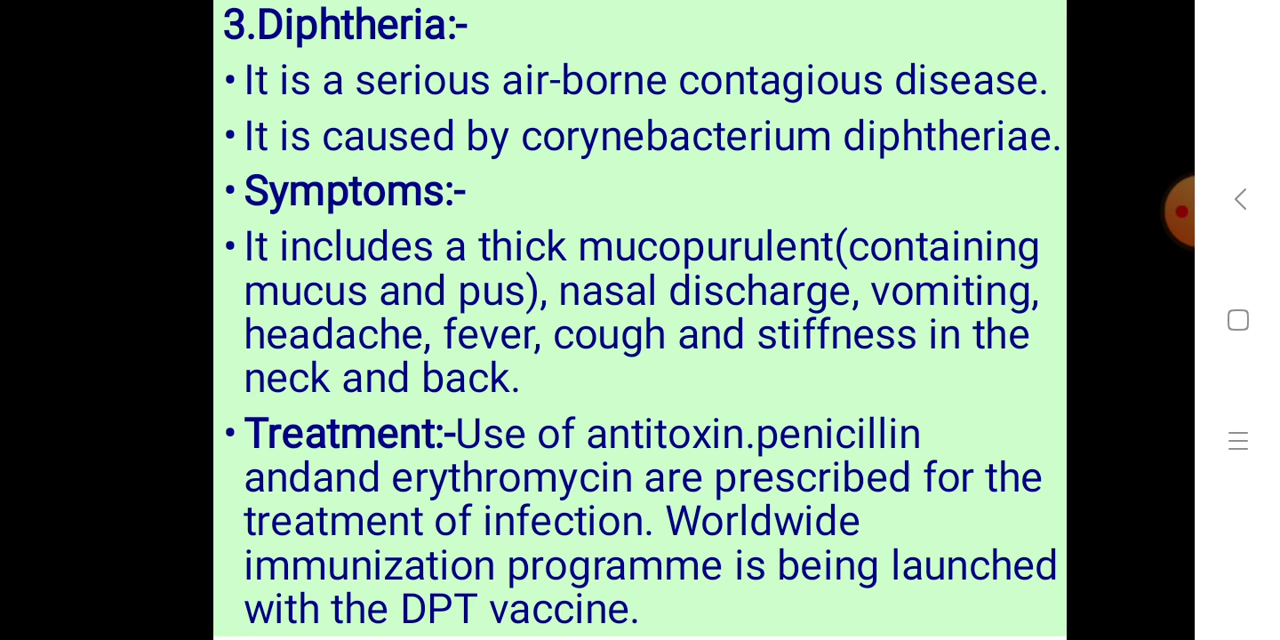 3.Diphtheria:-
• It is a serious air-borne contagious disease.
• It is caused by corynebacterium diphtheriae.
• Symptoms:-
• It includes a thick mucopurulent(containing
mucus and pus), nasal discharge, vomiting,
headache, fever, cough and stiffness in the
neck and back.
• Treatment:-Use of antitoxin.penicillin
andand erythromycin are prescribed for the
treatment of infection. Worldwide
immunization programme is being launched
with the DPT vaccine.